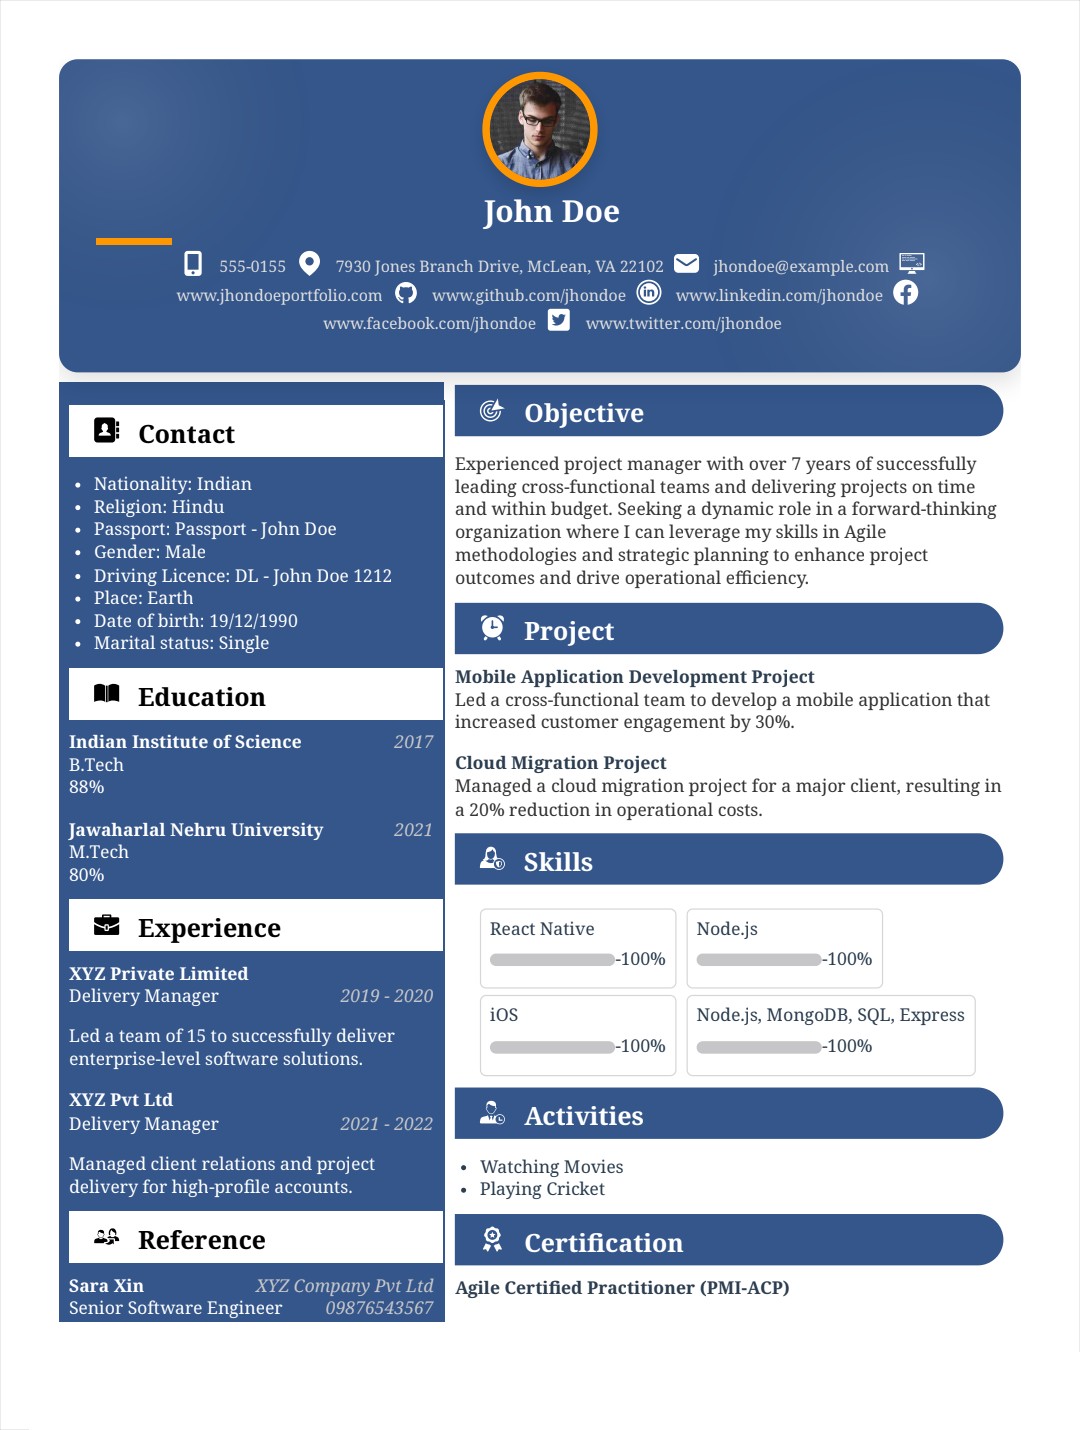 John Doe
555-0155 7930 Jones Branch Drive, McLean, VA 22102 jhondoe@example.com
www.jhondoeportfolio.com www.github.com/jhondoe www.linkedin.com/jhondoe
www.facebook.com/jhondoe www.twitter.com/jhondoe
Contact
• Nationality: Indian
• Religion: Hindu
• Passport: Passport - John Doe
• Gender: Male
• Driving Licence: DL - John Doe 1212
• Place: Earth
• Date of birth: 19/12/1990
• Marital status: Single
Education
Indian Institute of Science 2017
B.Tech
88%
Jawaharlal Nehru University 2021
M.Tech
80%
Experience
XYZ Private Limited
Delivery Manager 2019 - 2020
Led a team of 15 to successfully deliver
enterprise-level software solutions.
XYZ Pvt Ltd
Delivery Manager 2021 - 2022
Managed client relations and project
delivery for high-profile accounts.
Reference
Sara Xin XYZ Company Pvt Ltd
Senior Software Engineer 09876543567
Objective
Experienced project manager with over 7 years of successfully
leading cross-functional teams and delivering projects on time
and within budget. Seeking a dynamic role in a forward-thinking
organization where I can leverage my skills in Agile
methodologies and strategic planning to enhance project
outcomes and drive operational efficiency.
Project
Mobile Application Development Project
Led a cross-functional team to develop a mobile application that
increased customer engagement by 30%.
Cloud Migration Project
Managed a cloud migration project for a major client, resulting in
a 20% reduction in operational costs.
Skills
React Native
-100%
Node.js
-100%
iOS
-100%
Node.js, MongoDB, SQL, Express
-100%
Activities
• Watching Movies
• Playing Cricket
Certification
Agile Certified Practitioner (PMI-ACP)